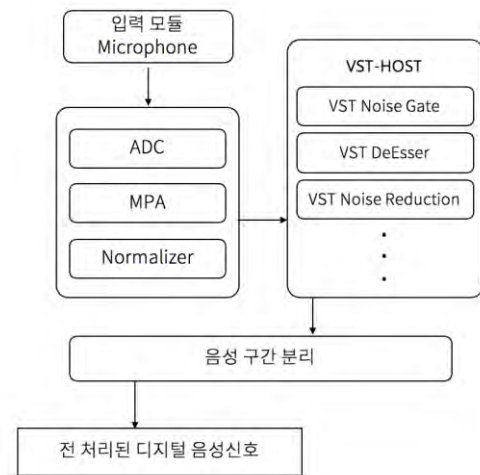 입력 모듈
Microphone
ADC
MPA
Normalizer
VST-HOST
VST Noise Gate
VST DeEsser
VST Noise Reduction
음성 구간 분리
전 처리된 디지털 음성신호